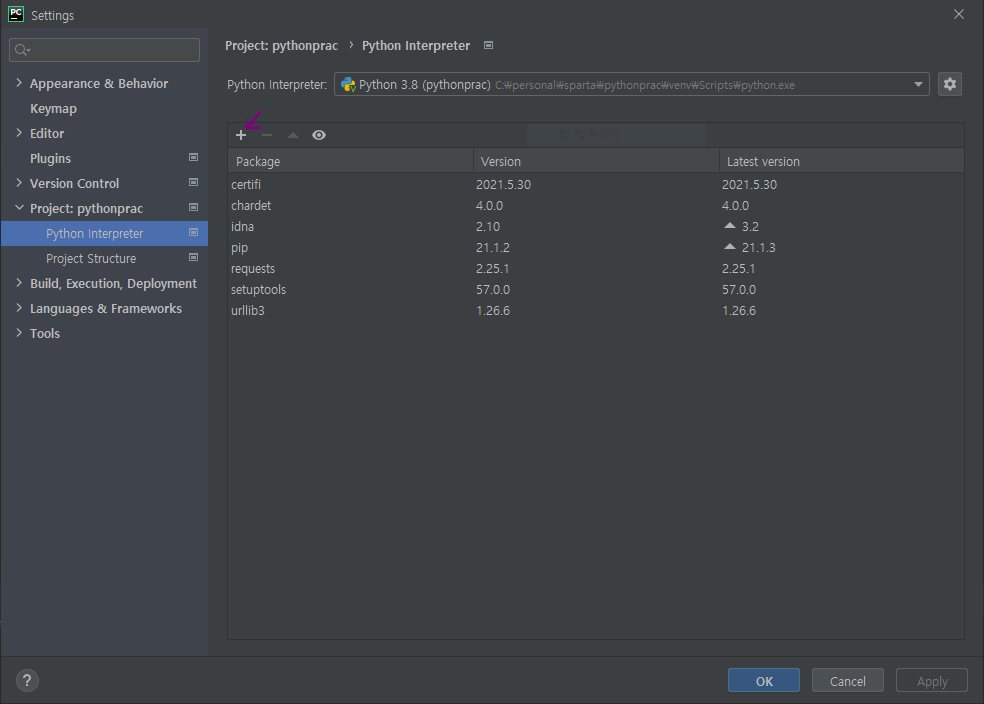 PC Settings
Project: pythonprac › Python Interpreter
Python Interpreter: Python 3.8 (pythonprac) C:₩personal₩sparta₩pythonprac₩venv₩Scripts₩python.exe
Appearance & Behavior
Keymap
Editor
Plugins
Version Control
Project: pythonprac
Python Interpreter
Project Structure
Build, Execution, Deployment
Languages & Frameworks
Tools
Package Version Latest version
certifi 2021.5.30 2021.5.30
chardet 4.0.0 4.0.0
idna 2.10 3.2
pip 21.1.2 21.1.3
requests 2.25.1 2.25.1
setuptools 57.0.0 57.0.0
urllib3 1.26.6 1.26.6
? OK Cancel Apply